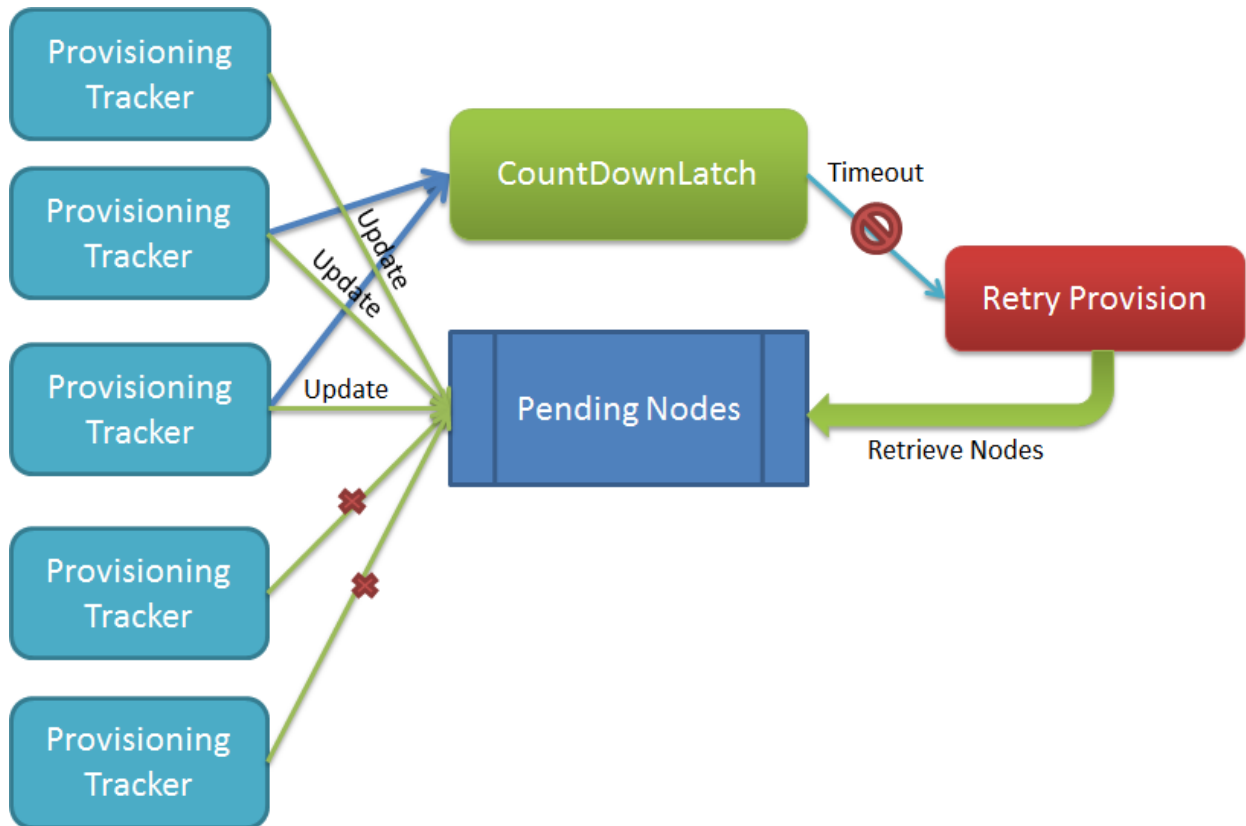 Provisioning
Tracker
Provisioning
Tracker
Provisioning
Tracker
Provisioning
Tracker
Provisioning
Tracker
Update
Update
Update
CountDownLatch
Timeout
Retry Provision
Pending Nodes
Retrieve Nodes